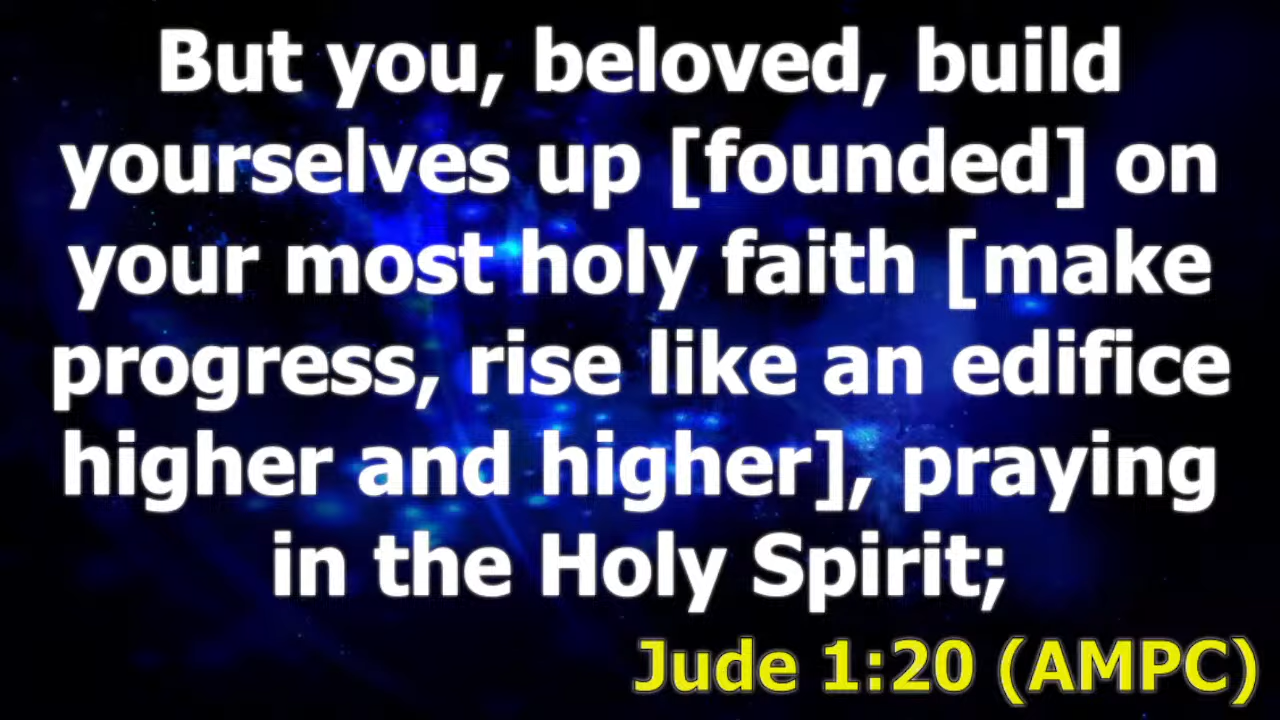 But you, beloved, build
yourselves up [founded] on
your most holy faith [make
progress, rise like an edifice
higher and higher], praying
in the Holy Spirit;
Jude 1:20 (AMPC)